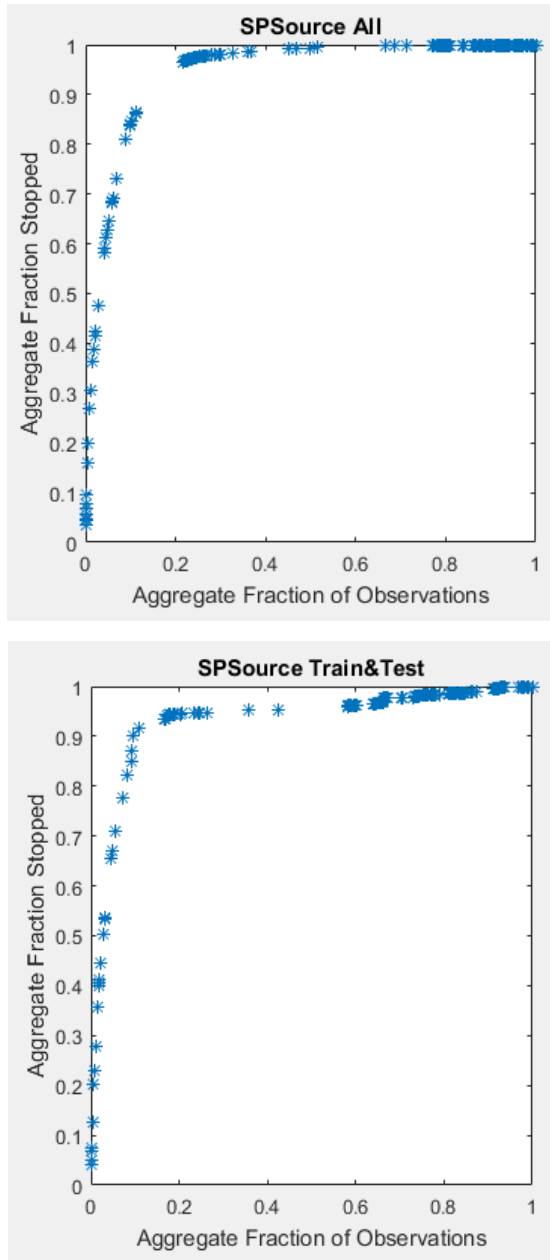 SPSource All
1
0.9
0.8
0.7
0.6
0.5
0.4
0.3
0.2
0.1
0
Aggregate Fraction Stopped
0 0.2 0.4 0.6 0.8 1
Aggregate Fraction of Observations
SPSource Train&Test
1
0.9
0.8
0.7
0.6
0.5
0.4
0.3
0.2
0.1
0
Aggregate Fraction Stopped
0 0.2 0.4 0.6 0.8 1
Aggregate Fraction of Observations